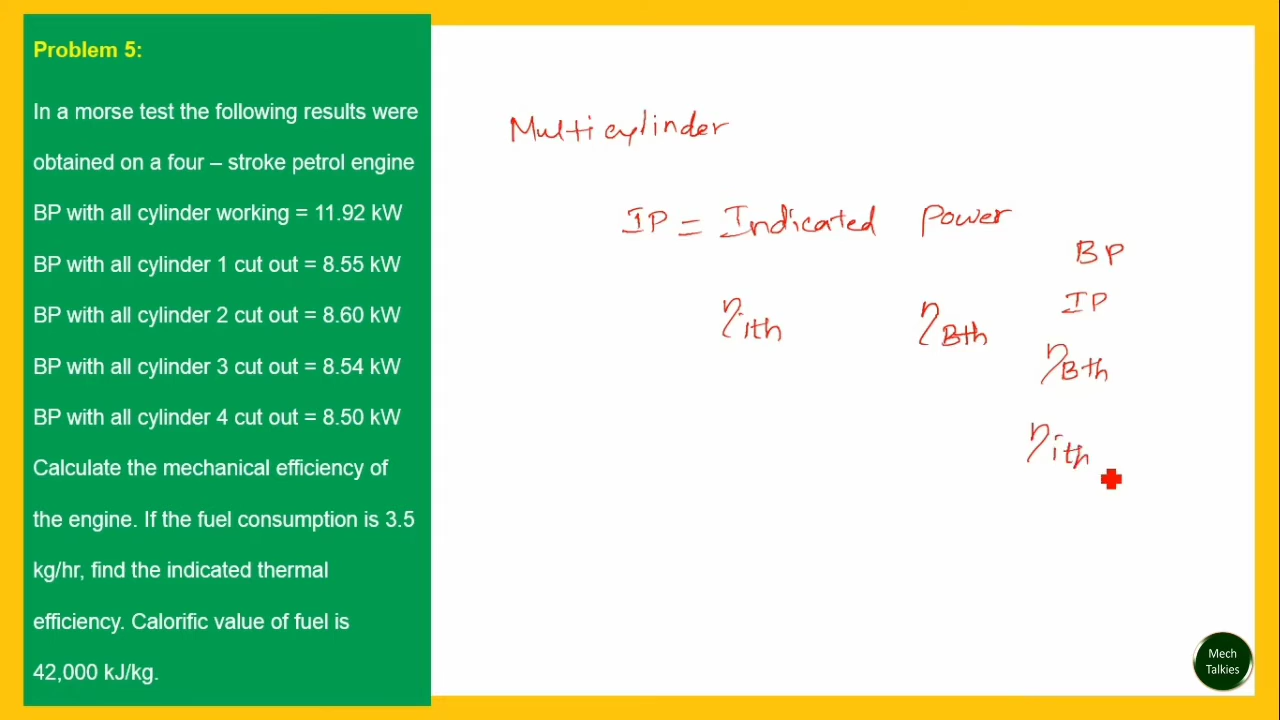 Problem 5:
In a morse test the following results were
obtained on a four – stroke petrol engine
BP with all cylinder working = 11.92 kW
BP with all cylinder 1 cut out = 8.55 kW
BP with all cylinder 2 cut out = 8.60 kW
BP with all cylinder 3 cut out = 8.54 kW
BP with all cylinder 4 cut out = 8.50 kW
Calculate the mechanical efficiency of
the engine. If the fuel consumption is 3.5
kg/hr, find the indicated thermal
efficiency. Calorific value of fuel is
42,000 kJ/kg.
Multi cylinder
IP = Indicated Power
BP
IP
ηith ηBth
ηBth
ηith
Mech
Talkies